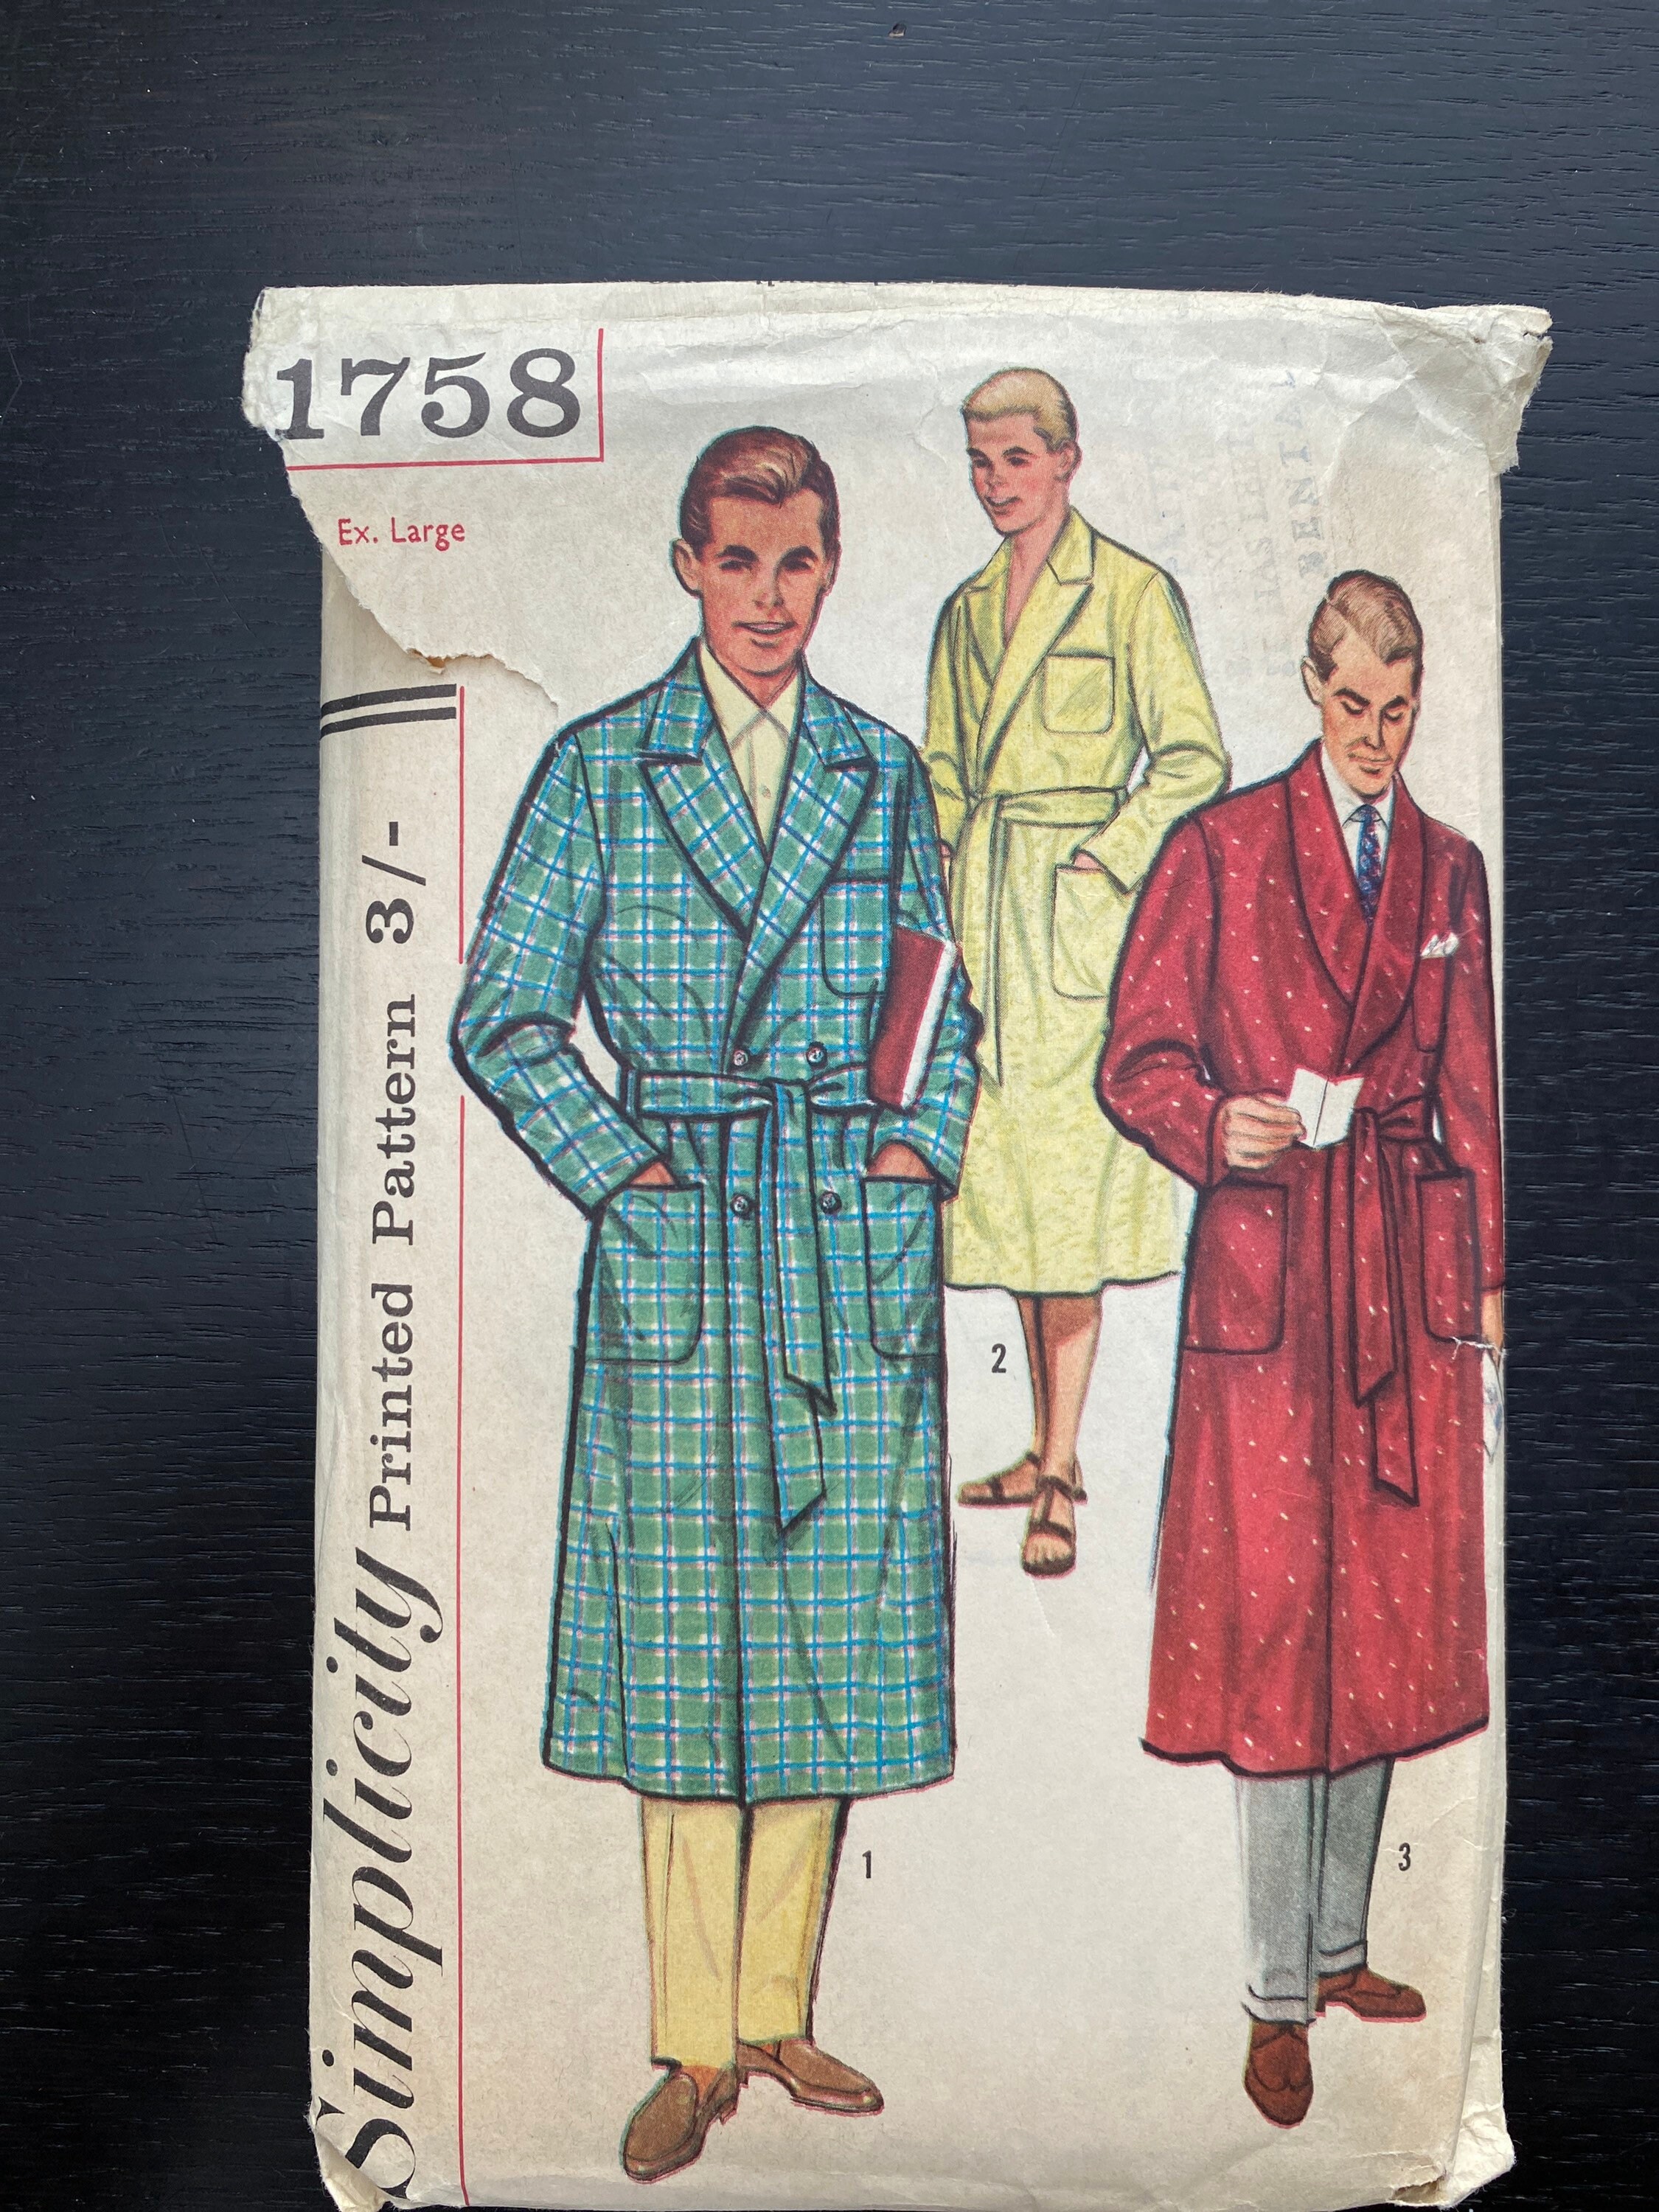 1758
Ex. Large
Simplicity Printed Pattern 3/-
2
1
3